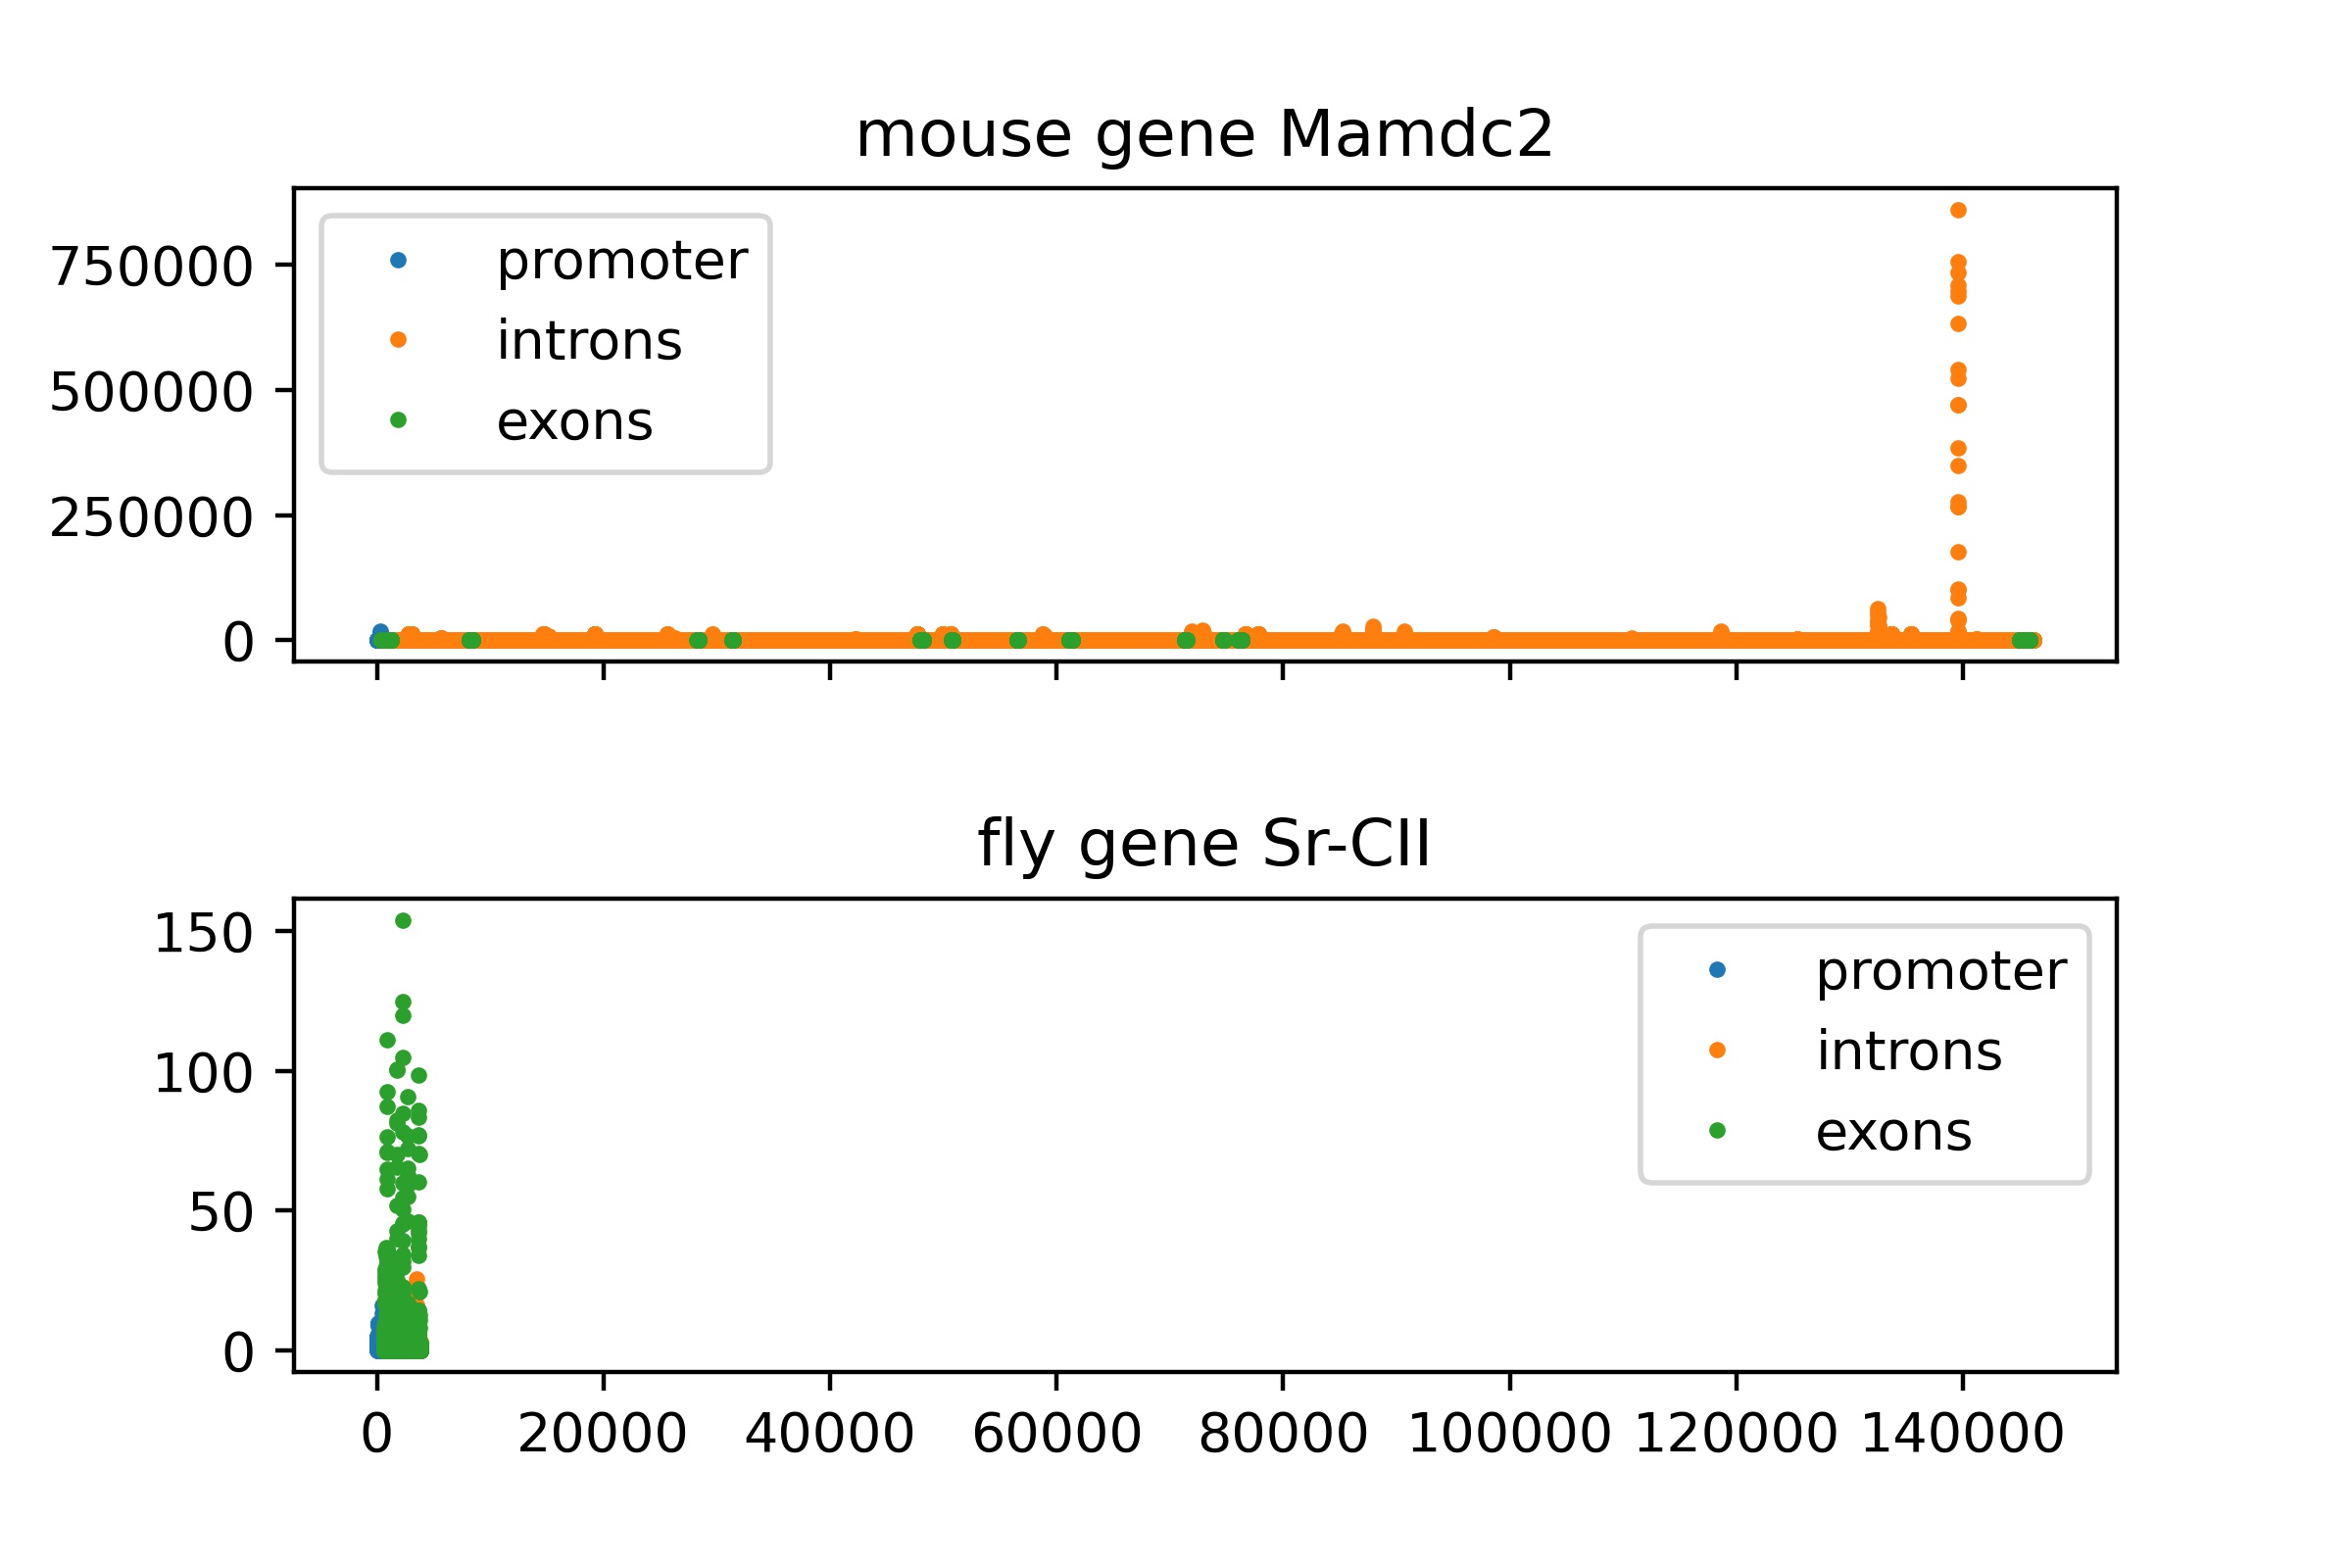 mouse gene Mamdc2
750000
500000
250000
0
promoter
introns
exons
fly gene Sr-CII
150
100
50
0
promoter
introns
exons
0 20000 40000 60000 80000 100000 120000 140000